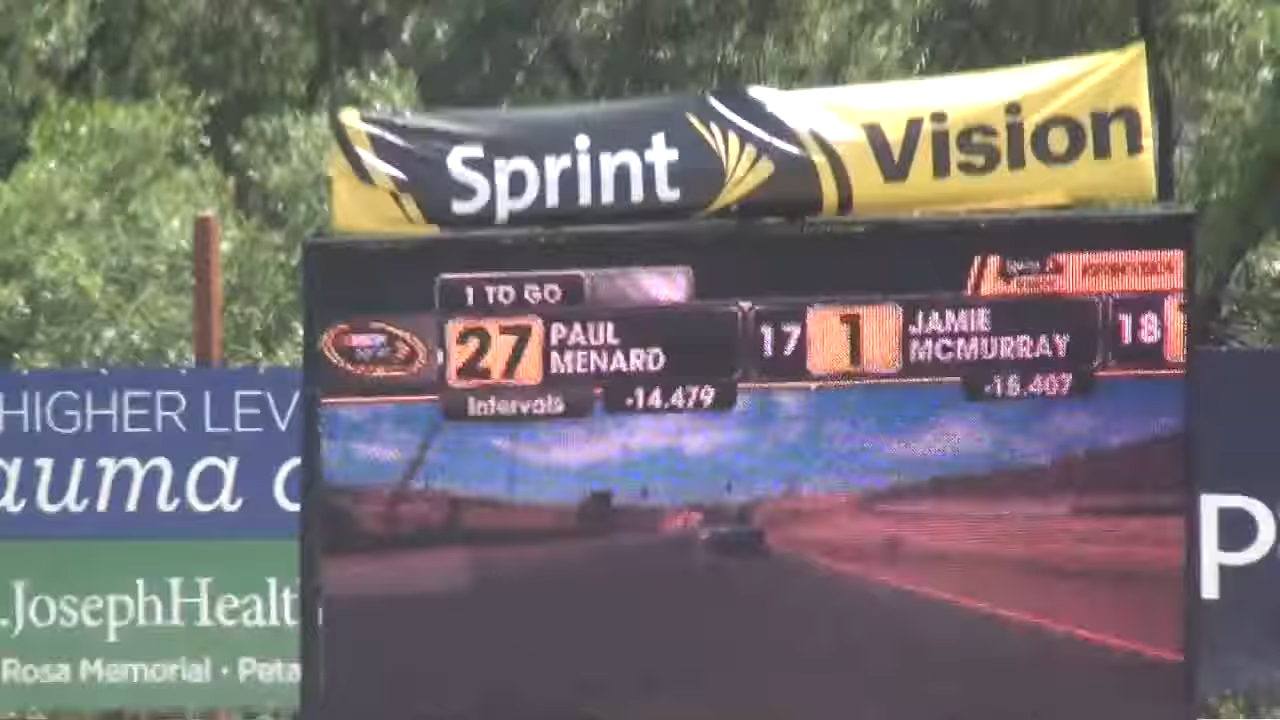 Sprint Vision
1 TO GO
27 PAUL MENARD
17 1 JAMIE MCMURRAY
18
Intervals -14.479
-15.407
HIGHER LEV
auma c
.JosephHealt
Rosa Memorial · Peta
P